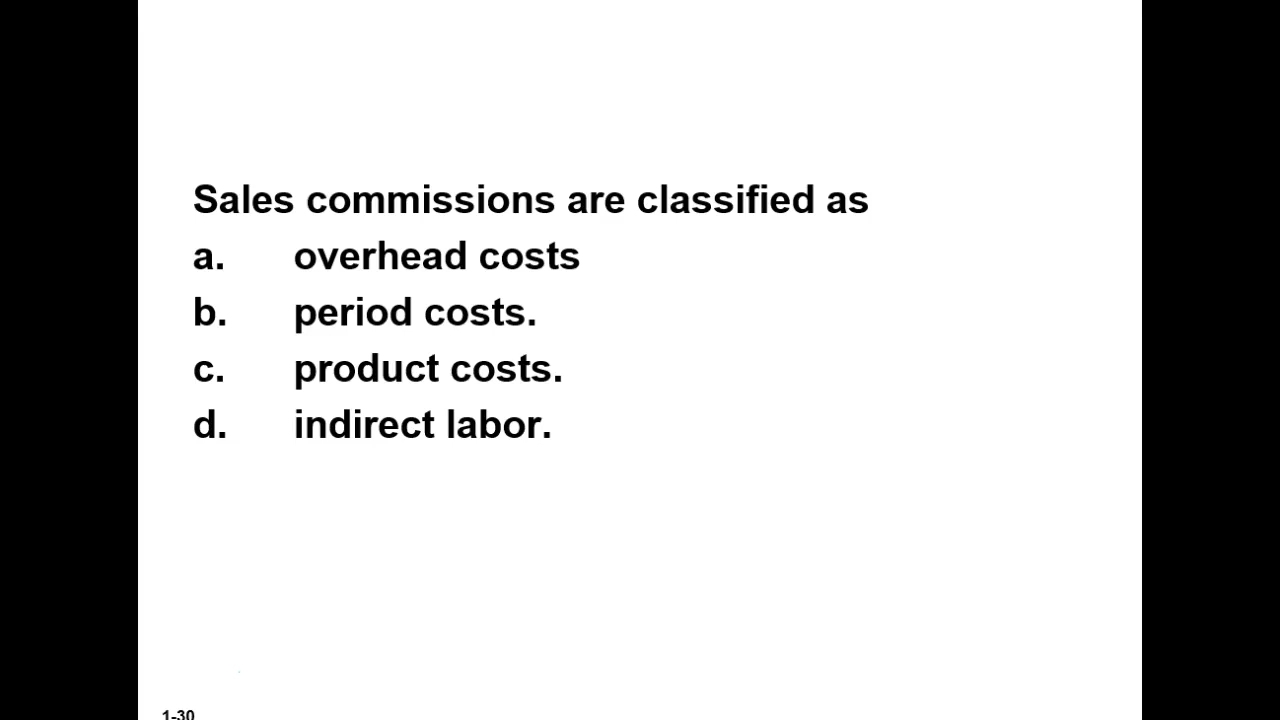 Sales commissions are classified as
a. overhead costs
b. period costs.
c. product costs.
d. indirect labor.
1-30